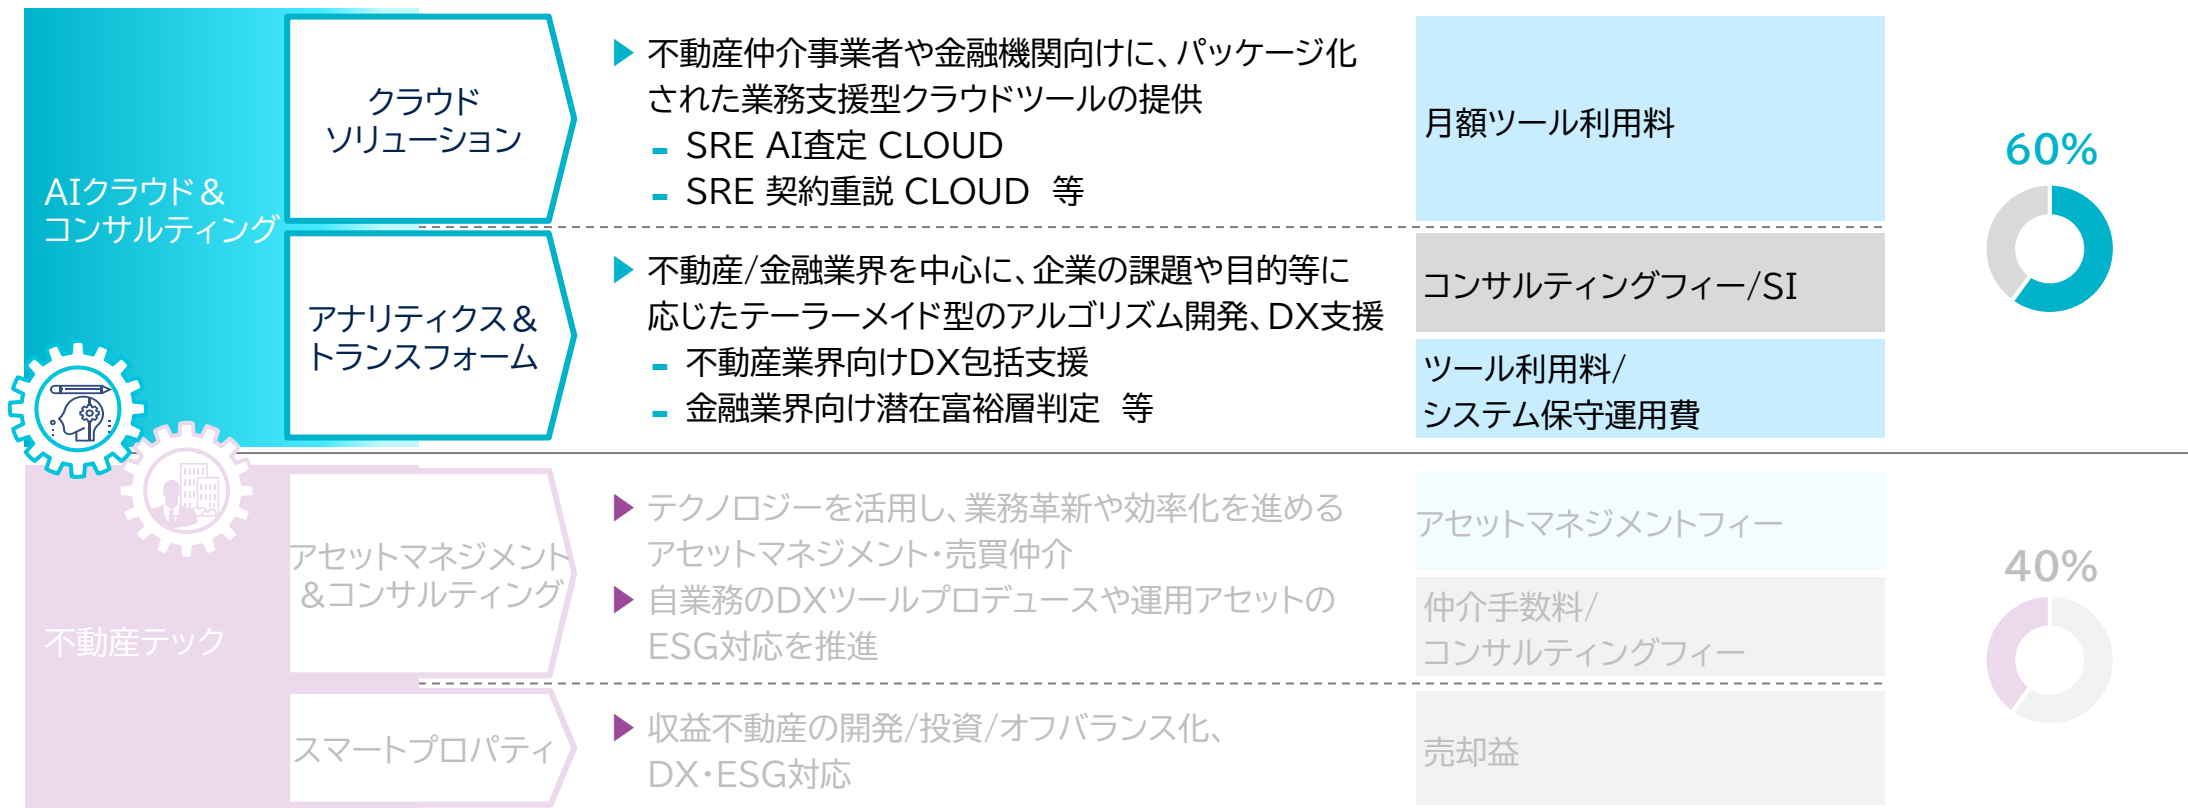 AIクラウド＆
コンサルティング
クラウド
ソリューション
不動産仲介事業者や金融機関向けに、パッケージ化
された業務支援型クラウドツールの提供
- SRE AI査定 CLOUD
- SRE 契約重説 CLOUD 等
月額ツール利用料
60%
アナリティクス＆
トランスフォーム
不動産/金融業界を中心に、企業の課題や目的等に
応じたテーラーメイド型のアルゴリズム開発、DX支援
- 不動産業界向けDX包括支援
- 金融業界向け潜在富裕層判定 等
コンサルティングフィー/SI
ツール利用料/
システム保守運用費
不動産テック
アセットマネジメント
＆コンサルティング
テクノロジーを活用し、業務革新や効率化を進める
アセットマネジメント・売買仲介
自業務のDXツールプロデュースや運用アセットの
ESG対応を推進
アセットマネジメントフィー
仲介手数料/
コンサルティングフィー
40%
スマートプロパティ
収益不動産の開発/投資/オフバランス化、
DX・ESG対応
売却益